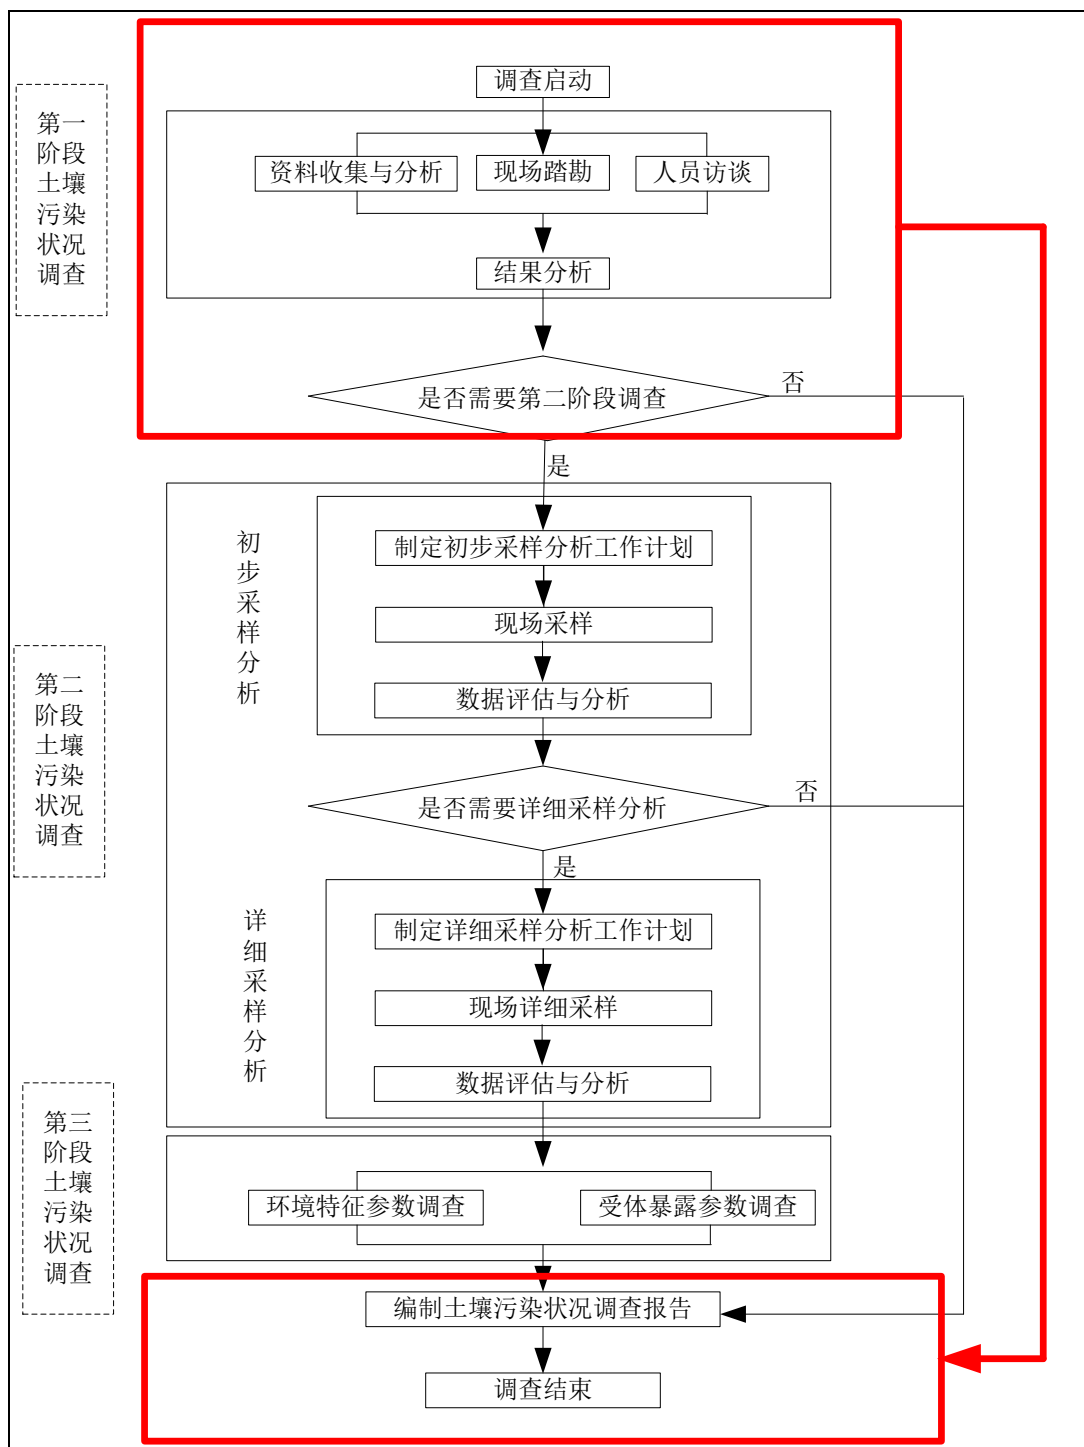 调查启动
第一
阶段
土壤
污染
状况
调查
资料收集与分析
现场踏勘
人员访谈
结果分析
是否需要第二阶段调查
否
是
初
步
采
样
分
析
制定初步采样分析工作计划
现场采样
数据评估与分析
第二
阶段
土壤
污染
状况
调查
是否需要详细采样分析
否
是
详
细
采
样
分
析
制定详细采样分析工作计划
现场详细采样
数据评估与分析
第三
阶段
土壤
污染
状况
调查
环境特征参数调查
受体暴露参数调查
编制土壤污染状况调查报告
调查结束